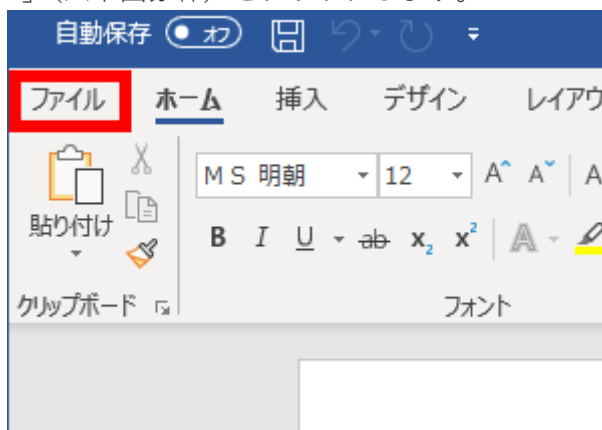 自動保存 オフ
ファイル ホーム 挿入 デザイン レイアウ
MS 明朝 12 A A A
貼り付け
B I U ab x₂ x² A
クリップボード フォント